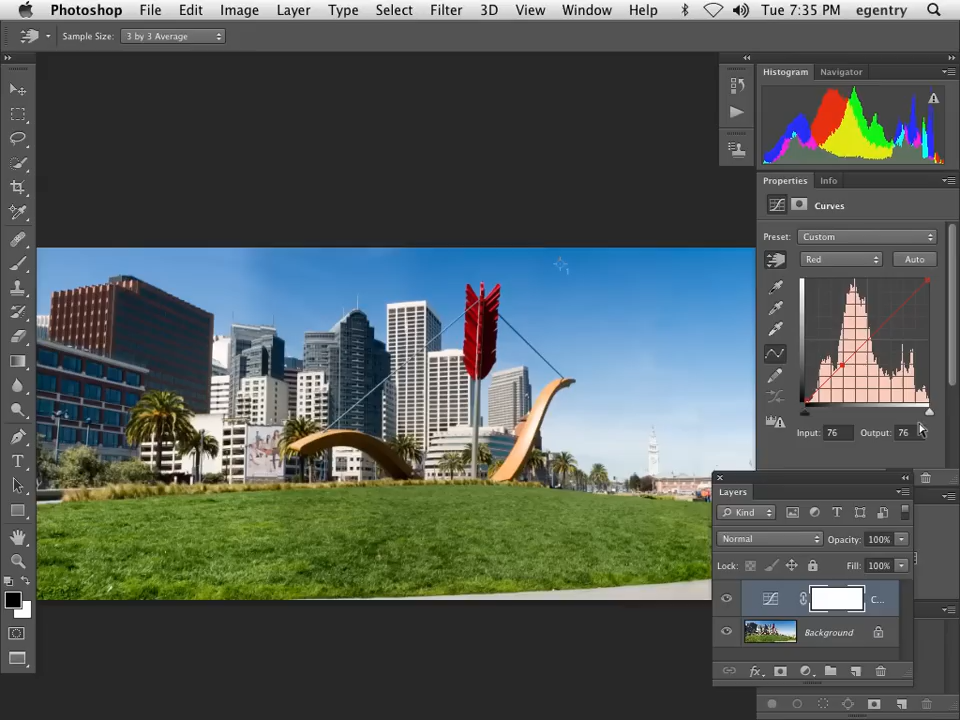 Photoshop File Edit Image Layer Type Select Filter 3D View Window Help Tue 7:35 PM egentry
Sample Size: 3 by 3 Average
Histogram Navigator
Properties Info
Curves
Preset: Custom
Red Auto
Input: 76 Output: 76
Layers
Kind
Normal Opacity: 100%
Lock: Fill: 100%
C...
Background